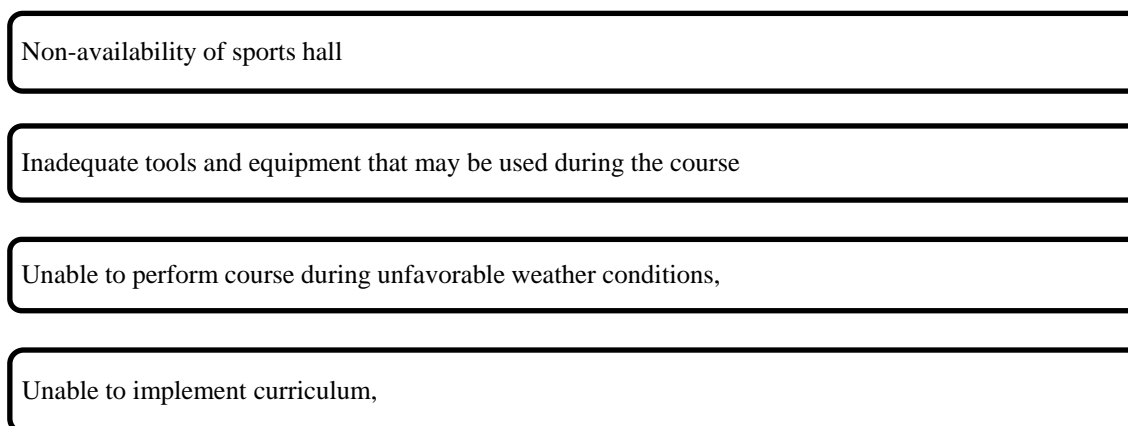 Non-availability of sports hall
Inadequate tools and equipment that may be used during the course
Unable to perform course during unfavorable weather conditions,
Unable to implement curriculum,